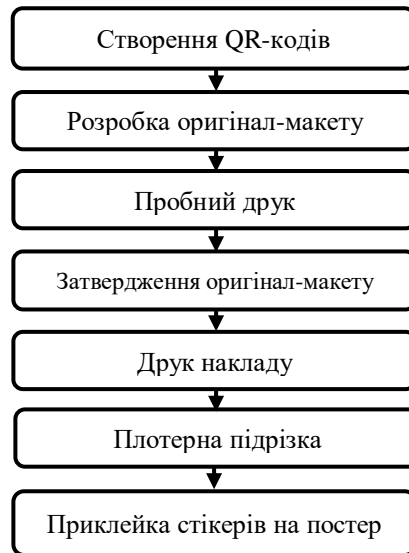 Створення QR-кодів
Розробка оригінал-макету
Пробний друк
Затвердження оригінал-макету
Друк накладу
Плотерна підрізка
Приклейка стікерів на постер